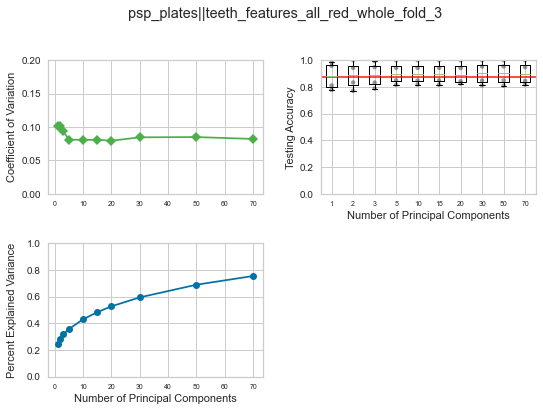 psp_plates||teeth_features_all_red_whole_fold_3
Coefficient of Variation
0.20
0.15
0.10
0.05
0.00
0 10 20 30 40 50 60 70
Testing Accuracy
1.0
0.8
0.6
0.4
0.2
0
1 2 3 5 10 15 20 30 50 70
Number of Principal Components
Percent Explained Variance
1.0
0.8
0.6
0.4
0.2
0.0
0 10 20 30 40 50 60 70
Number of Principal Components